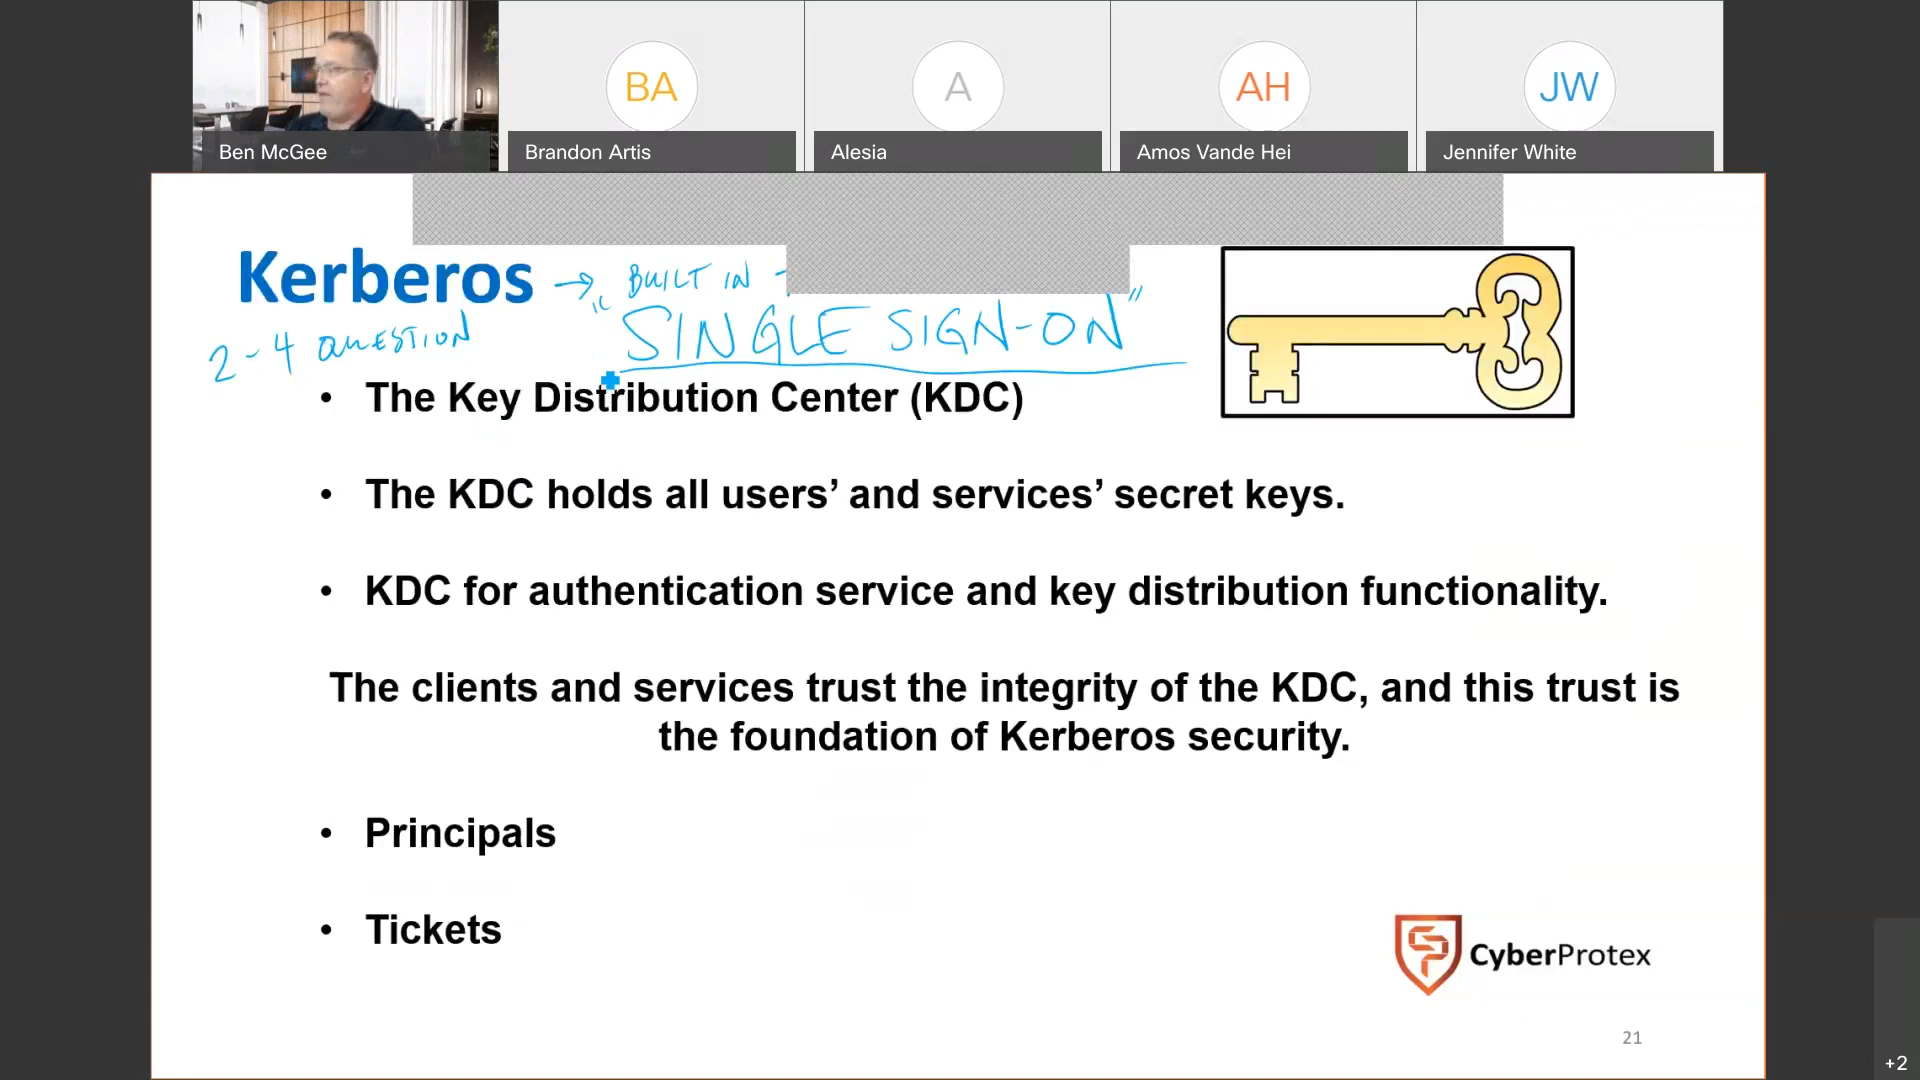 BA
A
AH
JW
Ben McGee
Brandon Artis
Alesia
Amos Vande Hei
Jennifer White
Kerberos → BUILT IN -
"SINGLE SIGN-ON"
2-4 QUESTION
• The Key Distribution Center (KDC)
• The KDC holds all users’ and services’ secret keys.
• KDC for authentication service and key distribution functionality.
The clients and services trust the integrity of the KDC, and this trust is
the foundation of Kerberos security.
• Principals
• Tickets
CyberProtex
21
+2